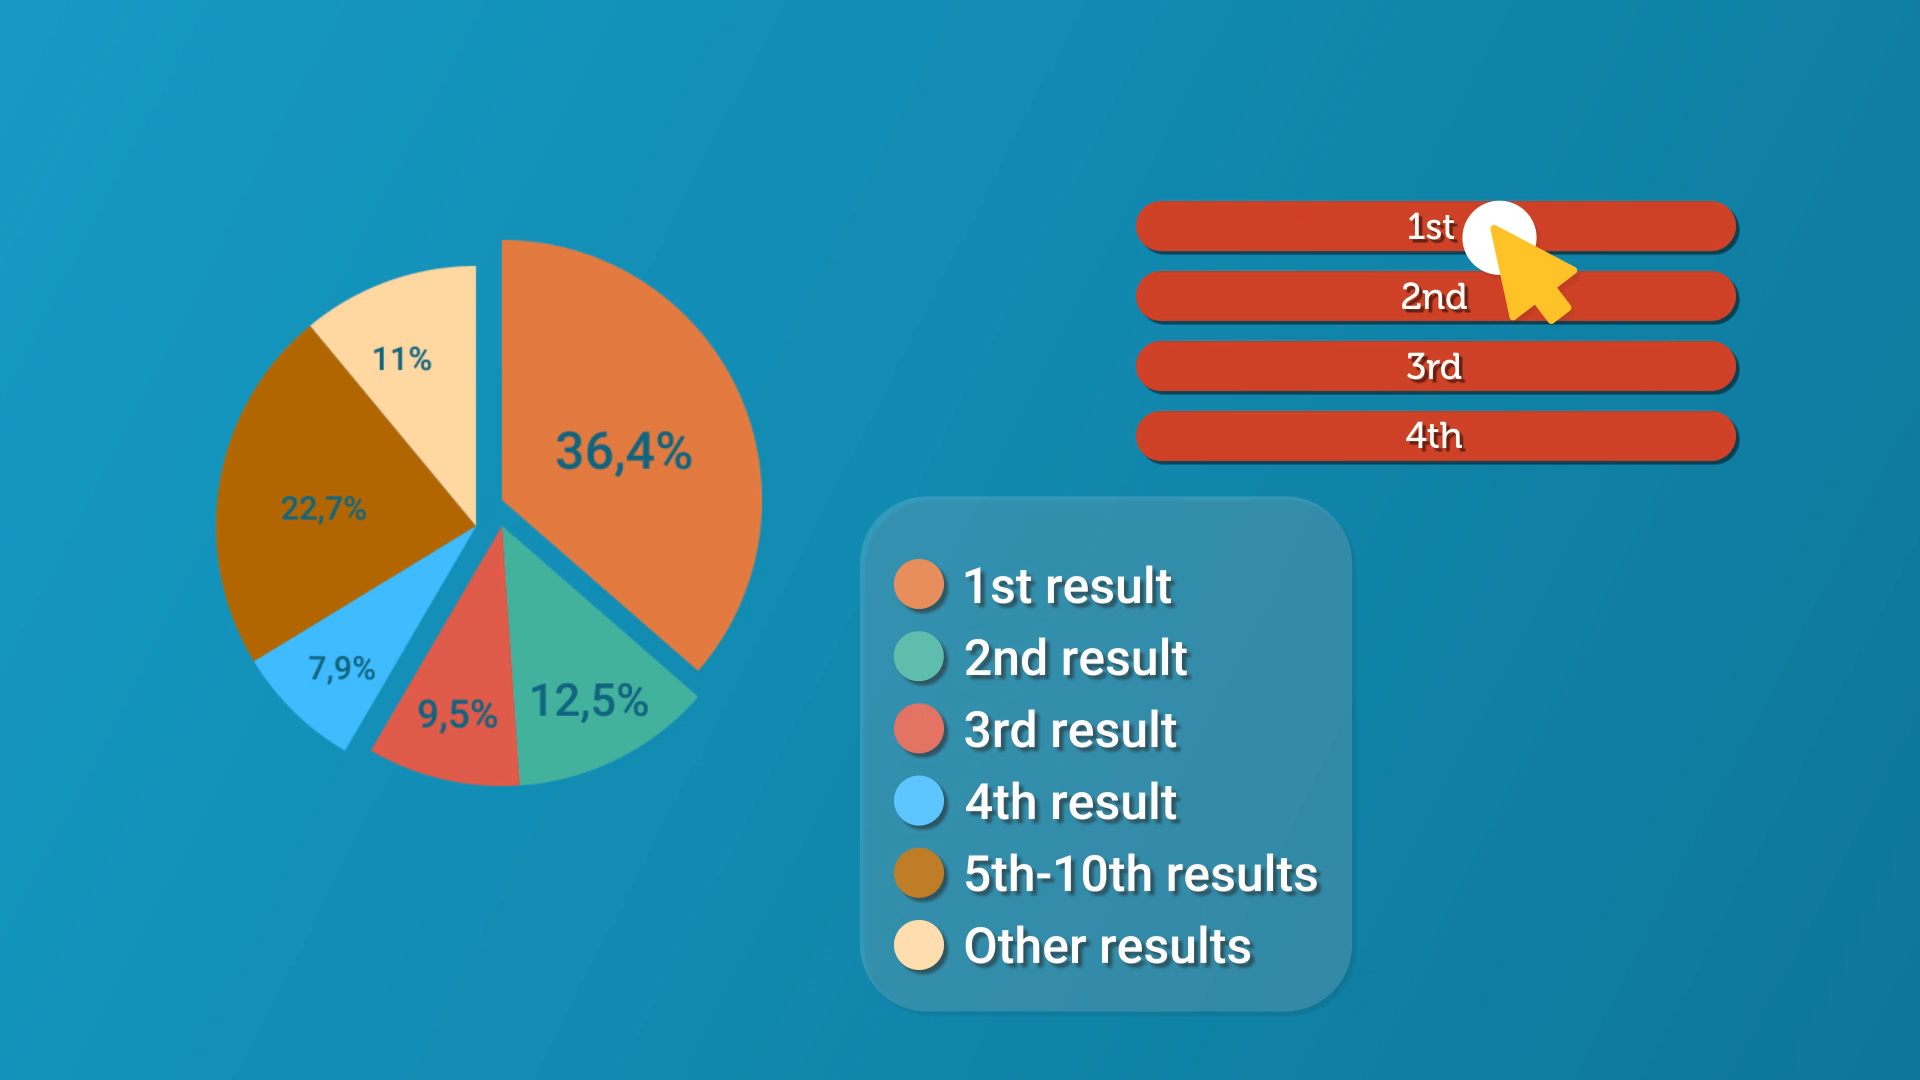 11%
36,4%
22,7%
7,9%
9,5%
12,5%
1st
2nd
3rd
4th
1st result
2nd result
3rd result
4th result
5th-10th results
Other results